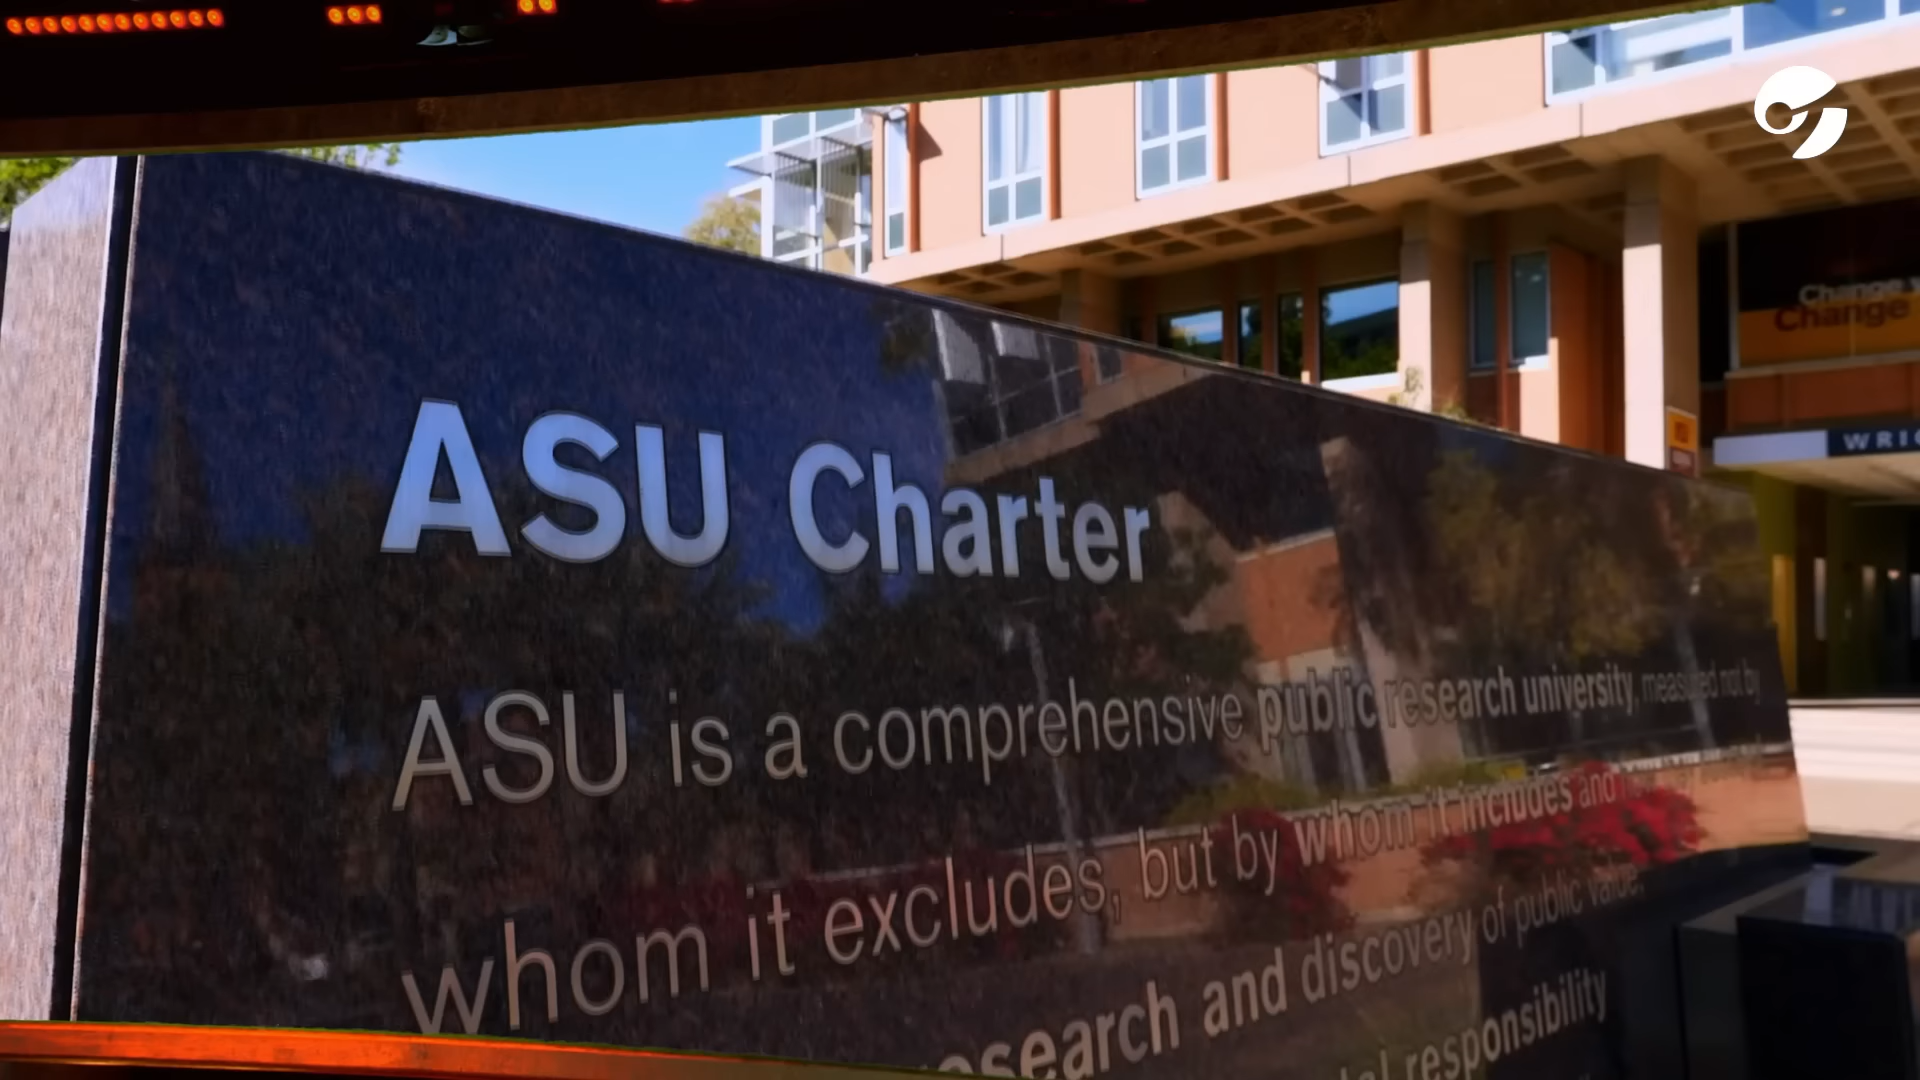 Change
Change
WRIG
ASU Charter
ASU is a comprehensive public research university, measured not by
whom it excludes, but by whom it includes and
research and discovery of public value;
responsibility